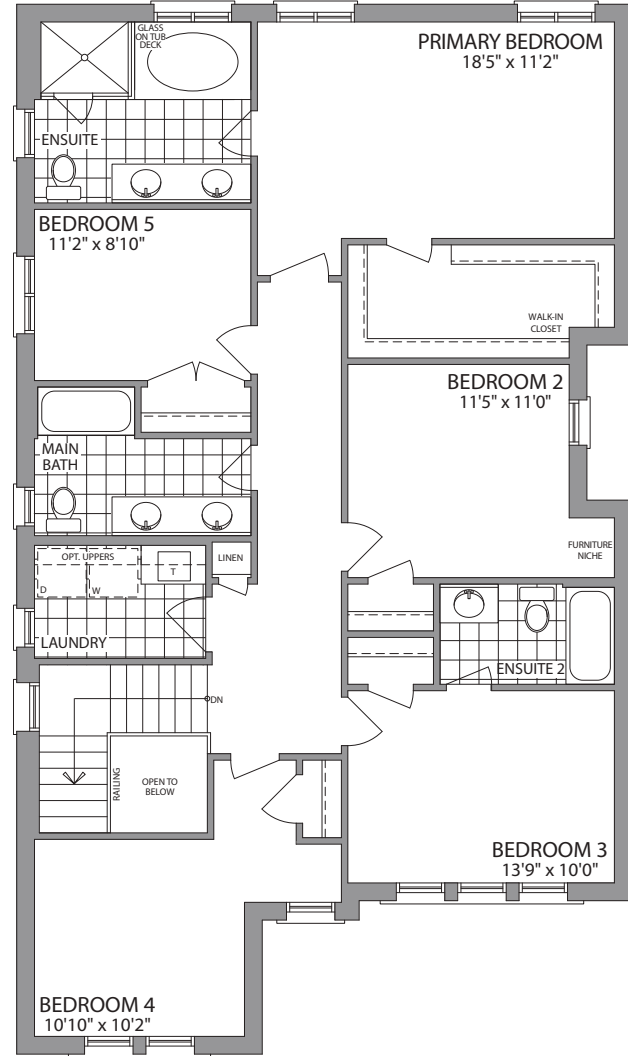 GLASS
ON TUB
DECK
PRIMARY BEDROOM
18'5" x 11'2"
ENSUITE
BEDROOM 5
11'2" x 8'10"
WALK-IN
CLOSET
BEDROOM 2
11'5" x 11'0"
MAIN
BATH
FURNITURE
NICHE
OPT. UPPERS
LINEN
T
D
W
LAUNDRY
ENSUITE 2
DN
RAILING
OPEN TO
BELOW
BEDROOM 3
13'9" x 10'0"
BEDROOM 4
10'10" x 10'2"